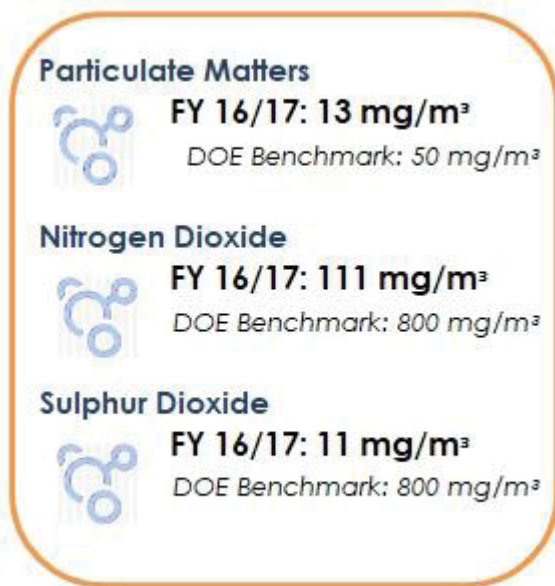 Particulate Matters
FY 16/17: 13 mg/m³
DOE Benchmark: 50 mg/m³
Nitrogen Dioxide
FY 16/17: 111 mg/m³
DOE Benchmark: 800 mg/m³
Sulphur Dioxide
FY 16/17: 11 mg/m³
DOE Benchmark: 800 mg/m³